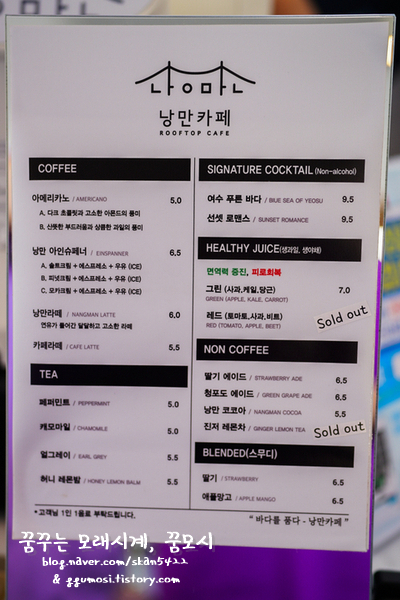 낭만
낭만카페
ROOFTOP CAFE
COFFEE
아메리카노 / AMERICANO 5.0
A. 다크 초콜릿과 고소한 아몬드의 풍미
B. 산뜻한 부드러움과 상큼한 과일의 풍미
낭만 아인슈페너 / EINSPANNER 6.5
A. 솔트크림 + 에스프레소 + 우유 (ICE)
B. 피넛크림 + 에스프레소 + 우유 (ICE)
C. 모카크림 + 에스프레소 + 우유 (ICE)
낭만라떼 / NANGMAN LATTE 6.0
연유가 들어간 달달하고 고소한 라떼
카페라떼 / CAFE LATTE 5.5
TEA
페퍼민트 / PEPPERMINT 5.0
캐모마일 / CHAMOMILE 5.0
얼그레이 / EARL GREY 5.5
허니 레몬밤 / HONEY LEMON BALM 5.5
*고객님 1인 1음료 부탁드립니다.
SIGNATURE COCKTAIL (Non-alcohol)
여수 푸른 바다 / BLUE SEA OF YEOSU 9.5
선셋 로맨스 / SUNSET ROMANCE 9.5
HEALTHY JUICE(생과일, 생야채)
면역력 증진, 피로회복
그린 (사과,케일,당근) 7.0
GREEN (APPLE, KALE, CARROT)
레드 (토마토,사과,비트) Sold out
RED (TOMATO, APPLE, BEET)
NON COFFEE
딸기 에이드 / STRAWBERRY ADE 6.5
청포도 에이드 / GREEN GRAPE ADE 6.5
낭만 코코아 / NANGMAN COCOA 5.5
진저 레몬차 / GINGER LEMON TEA Sold out
BLENDED(스무디)
딸기 / STRAWBERRY 6.5
애플망고 / APPLE MANGO 6.5
" 바다를 품다 - 낭만카페 "
꿈꾸는 모래시계, 꿈모시
blog.naver.com/skan5422
& ggumosi.tistory.com